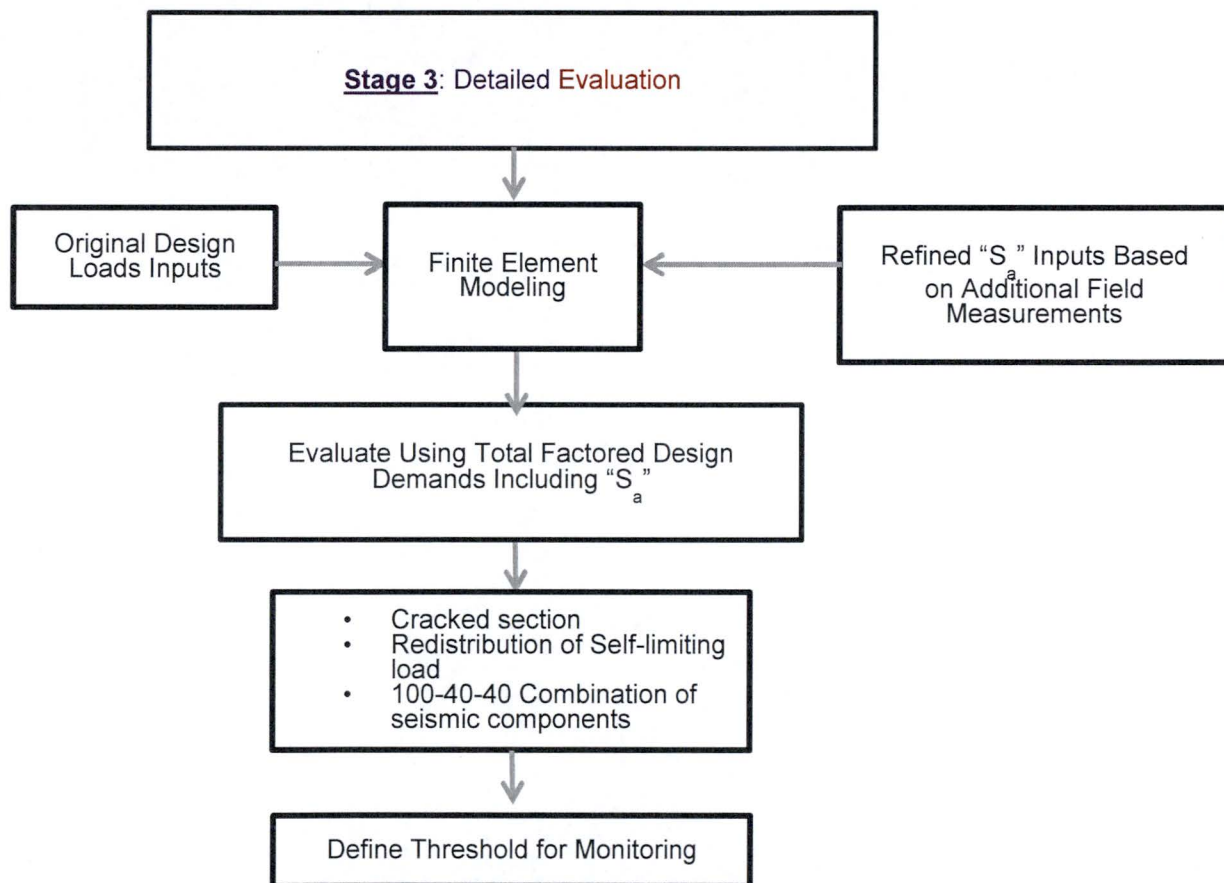 Stage 3: Detailed Evaluation
Original Design
Loads Inputs
Finite Element
Modeling
Refined “Sa” Inputs Based
on Additional Field
Measurements
Evaluate Using Total Factored Design
Demands Including “Sa”
• Cracked section
• Redistribution of Self-limiting
load
• 100-40-40 Combination of
seismic components
Define Threshold for Monitoring